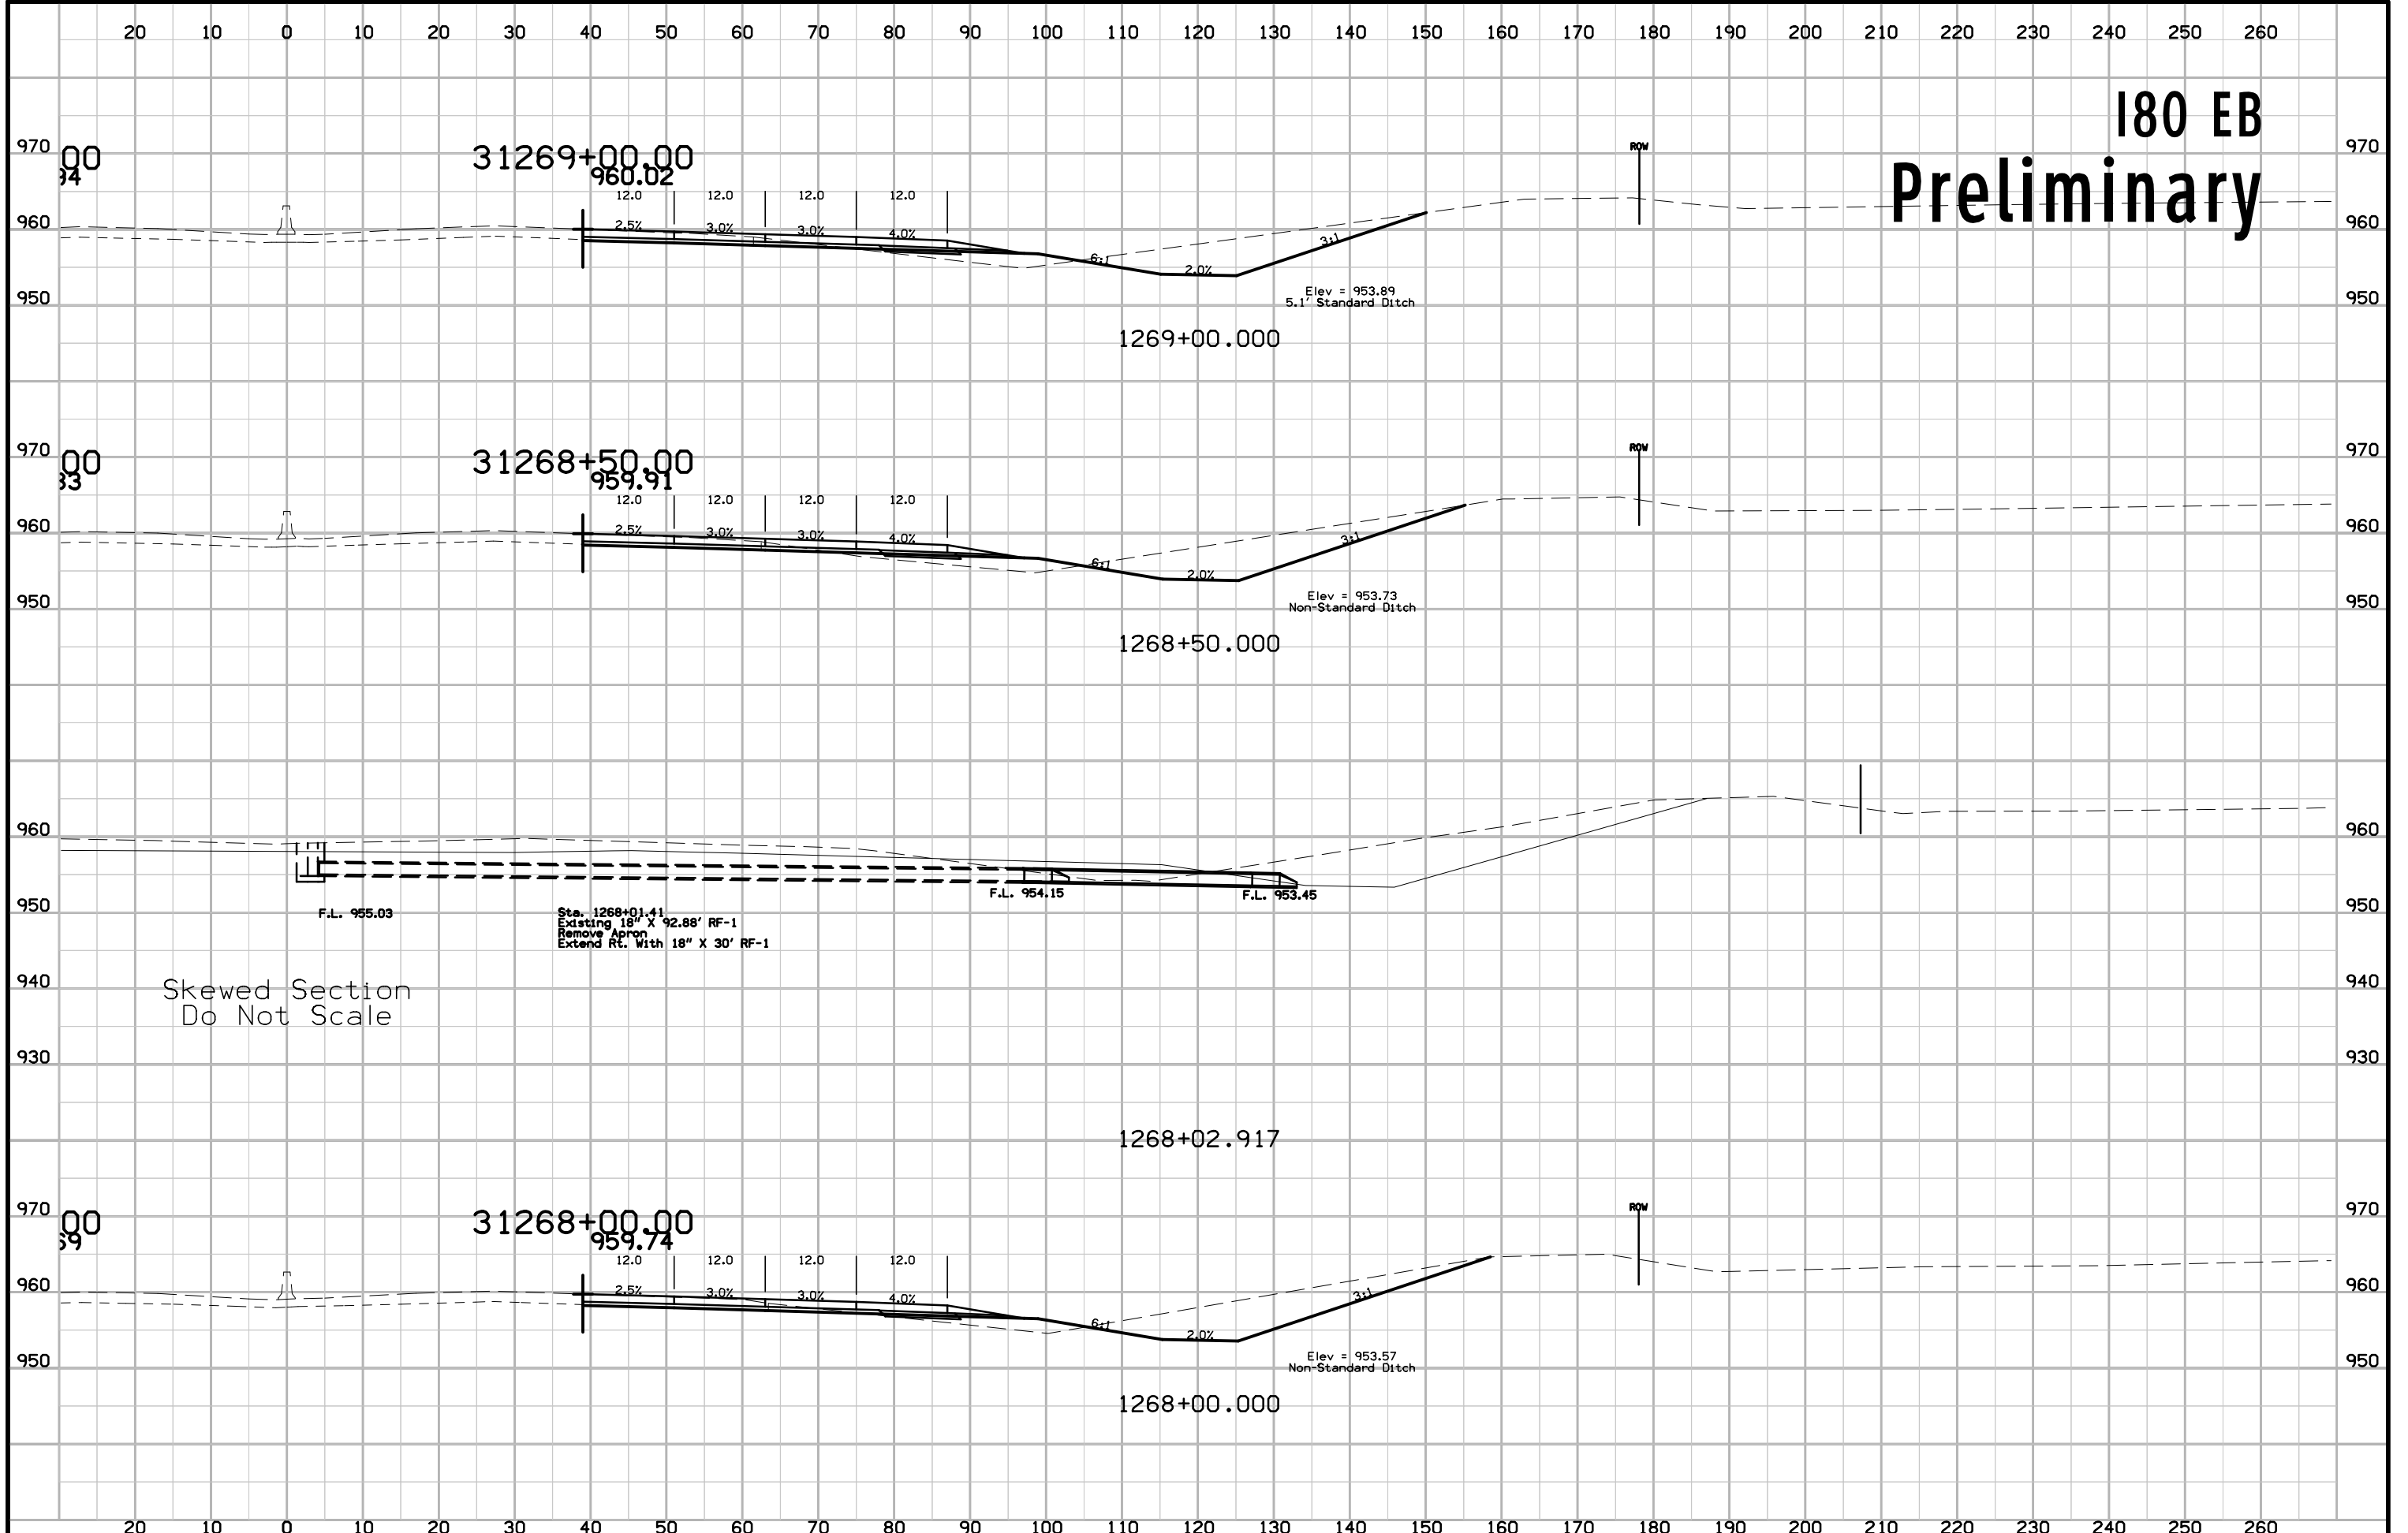 20 10 0 10 20 30 40 50 60 70 80 90 100 110 120 130 140 150 160 170 180 190 200 210 220 230 240 250 260
I80 EB
Preliminary
970 00 31269+00.00 ROW 970
94 960.02
12.0 12.0 12.0 12.0
960 2.5% 3.0% 3.0% 4.0% 3:1 960
6:1 2.0%
950 Elev = 953.89 950
5.1' Standard Ditch
1269+00.000
970 00 31268+50.00 ROW 970
83 959.91
12.0 12.0 12.0 12.0
960 2.5% 3.0% 3.0% 4.0% 3:1 960
6:1 2.0%
950 Elev = 953.73 950
Non-Standard Ditch
1268+50.000
960 960
F.L. 954.15 F.L. 953.45
950 F.L. 955.03 Sta. 1268+01.41 950
Existing 18" X 92.88' RF-1
Remove Apron
Extend Rt. With 18" X 30' RF-1
940 Skewed Section 940
Do Not Scale
930 930
1268+02.917
970 00 31268+00.00 ROW 970
69 959.74
12.0 12.0 12.0 12.0
960 2.5% 3.0% 3.0% 4.0% 3:1 960
6:1 2.0%
950 Elev = 953.57 950
Non-Standard Ditch
1268+00.000
20 10 0 10 20 30 40 50 60 70 80 90 100 110 120 130 140 150 160 170 180 190 200 210 220 230 240 250 260